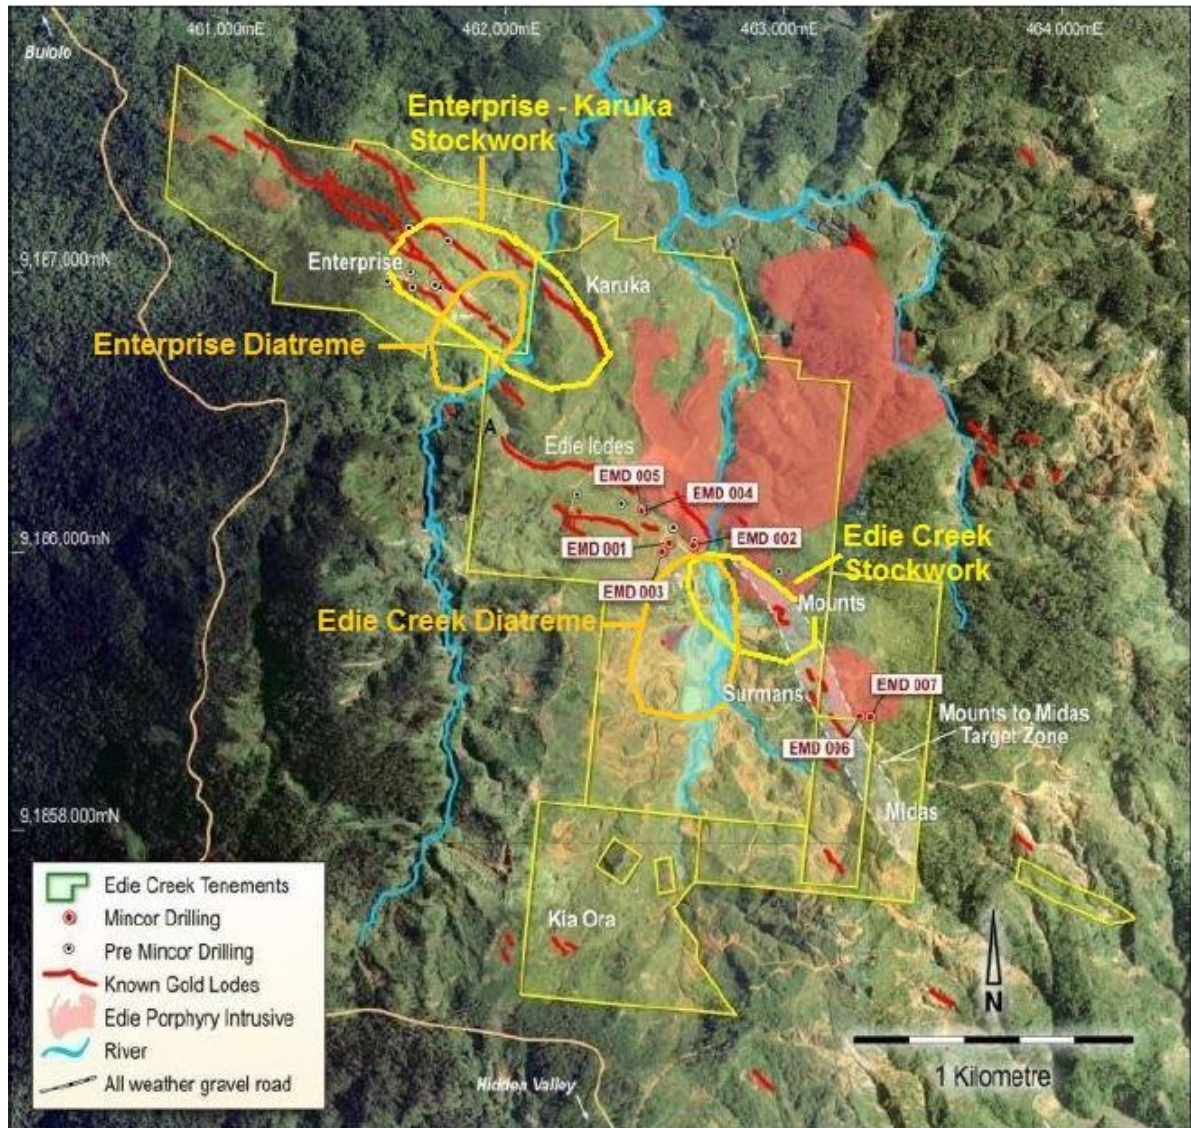 461,000mE
462,000mE
463,000mE
464,000mE
Bulolo
Enterprise - Karuka
Stockwork
9,187,000mN
Enterprise
Karuka
Enterprise Diatreme
A
Edie lodes
EMD 005
EMD 004
9,186,000mN
EMD 001
EMD 002
Edie Creek
Stockwork
EMD 003
Mounts
Edie Creek Diatreme
Surmans
EMD 007
Mounts to Midas
Target Zone
EMD 006
9,1858,000mN
Midas
Edie Creek Tenements
Mincor Drilling
Pre Mincor Drilling
Known Gold Lodes
Edie Porphyry Intrusive
River
All weather gravel road
Kia Ora
N
1 Kilometre
Hidden Valley